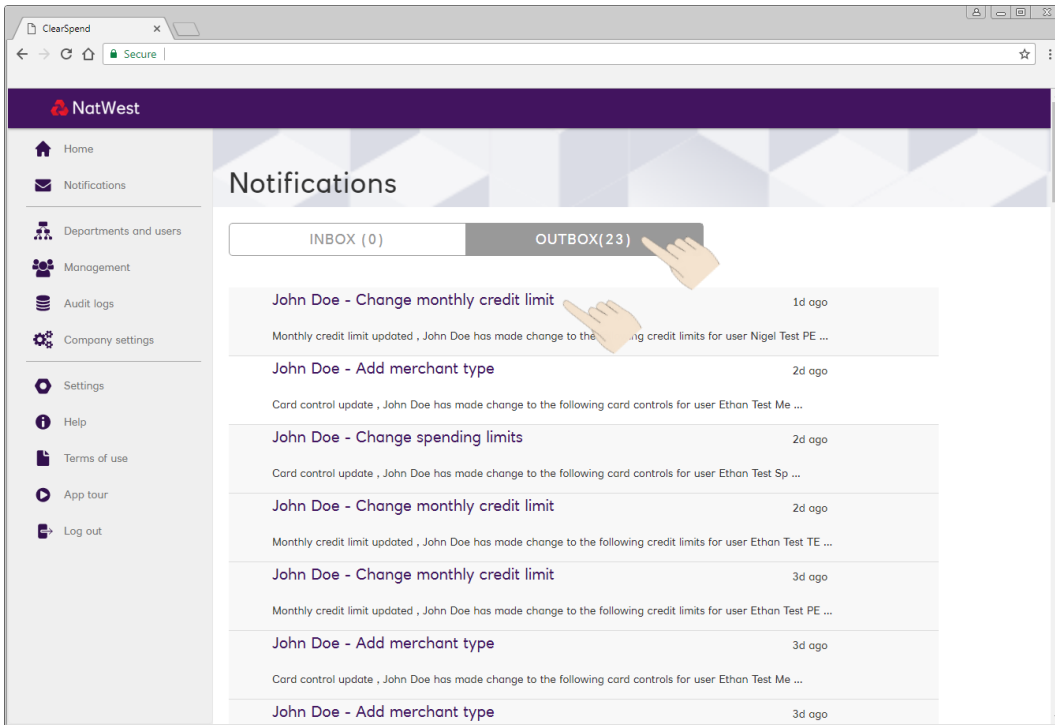 ClearSpend
Secure
NatWest
Home
Notifications
Departments and users
Management
Audit logs
Company settings
Settings
Help
Terms of use
App tour
Log out
Notifications
INBOX (0)
OUTBOX(23)
John Doe - Change monthly credit limit
1d ago
Monthly credit limit updated , John Doe has made change to the ing credit limits for user Nigel Test PE ...
John Doe - Add merchant type
2d ago
Card control update , John Doe has made change to the following card controls for user Ethan Test Me ...
John Doe - Change spending limits
2d ago
Card control update , John Doe has made change to the following card controls for user Ethan Test Sp ...
John Doe - Change monthly credit limit
2d ago
Monthly credit limit updated , John Doe has made change to the following credit limits for user Ethan Test TE ...
John Doe - Change monthly credit limit
3d ago
Monthly credit limit updated , John Doe has made change to the following credit limits for user Ethan Test PE ...
John Doe - Add merchant type
3d ago
Card control update , John Doe has made change to the following card controls for user Ethan Test Me ...
John Doe - Add merchant type
3d ago